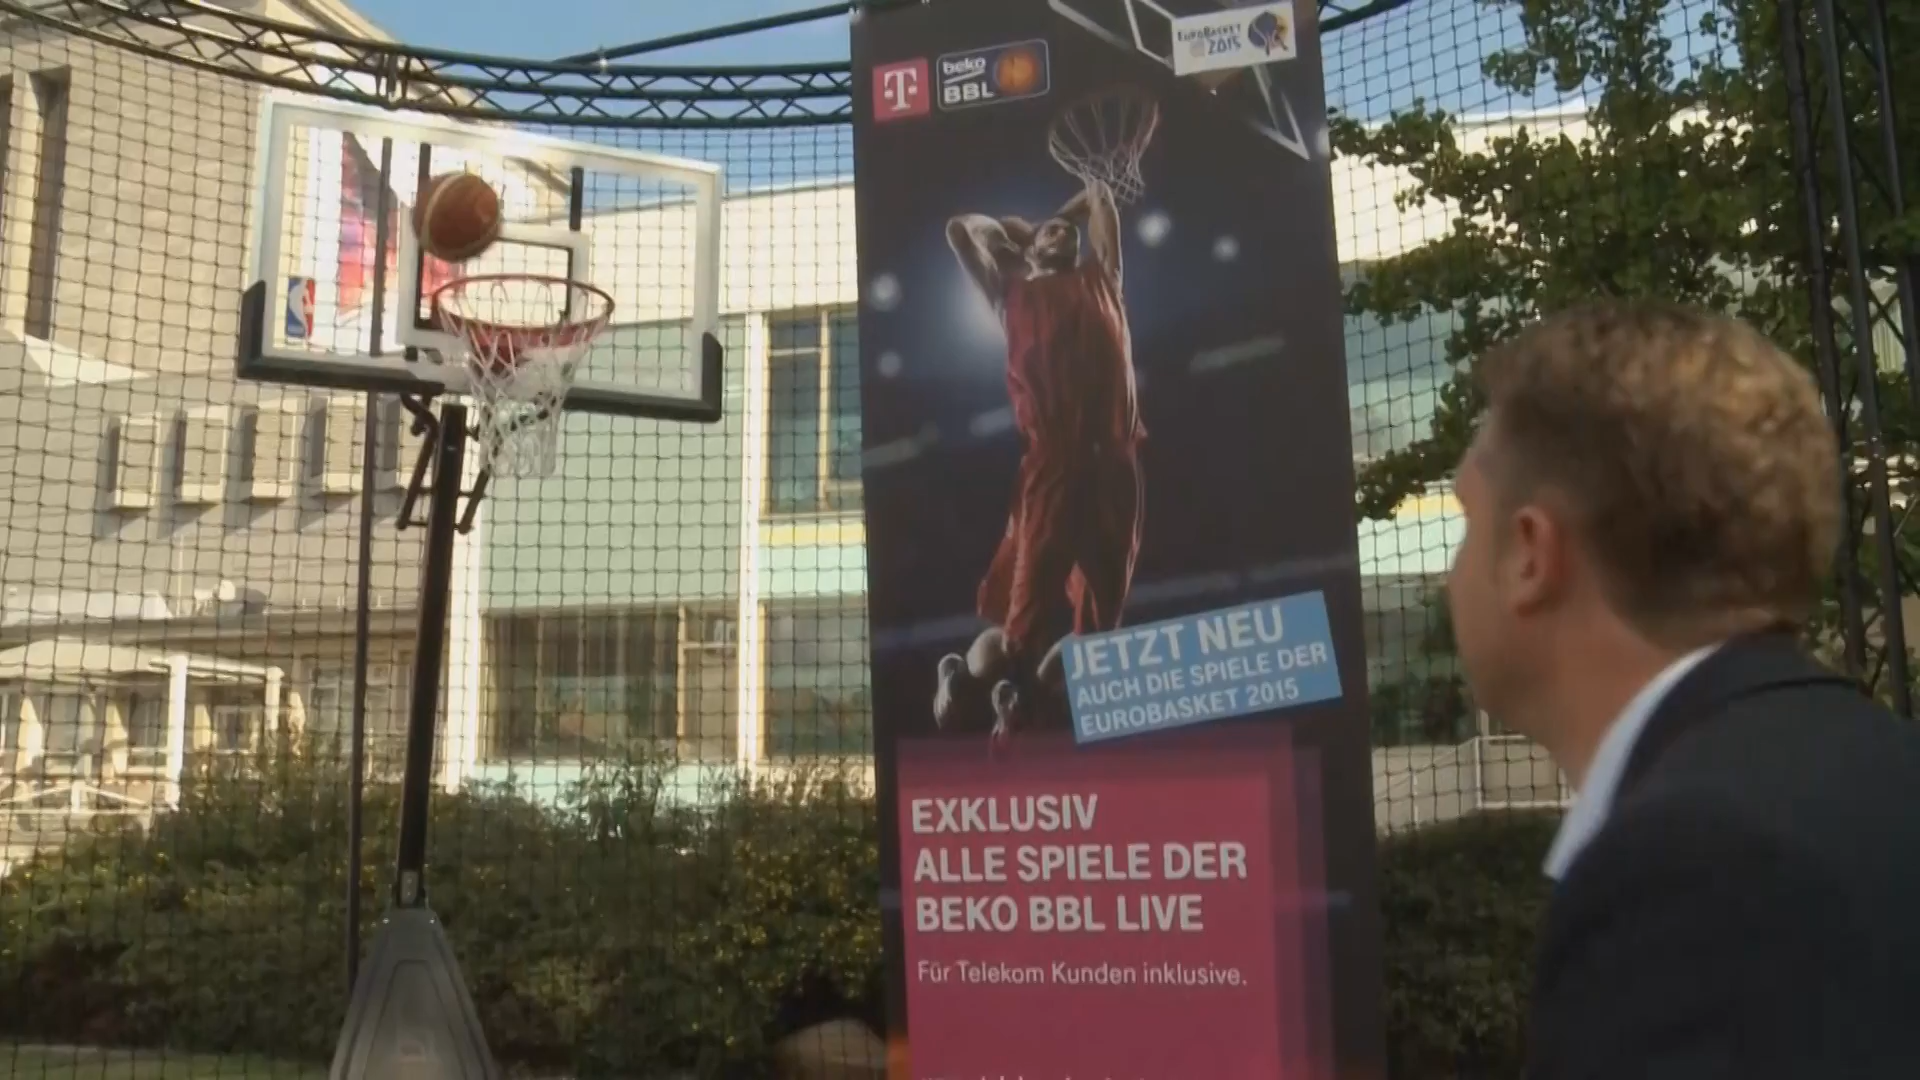 EUROBASKET
2015
T
beko
BBL
JETZT NEU
AUCH DIE SPIELE DER
EUROBASKET 2015
EXKLUSIV
ALLE SPIELE DER
BEKO BBL LIVE
Für Telekom Kunden inklusive.